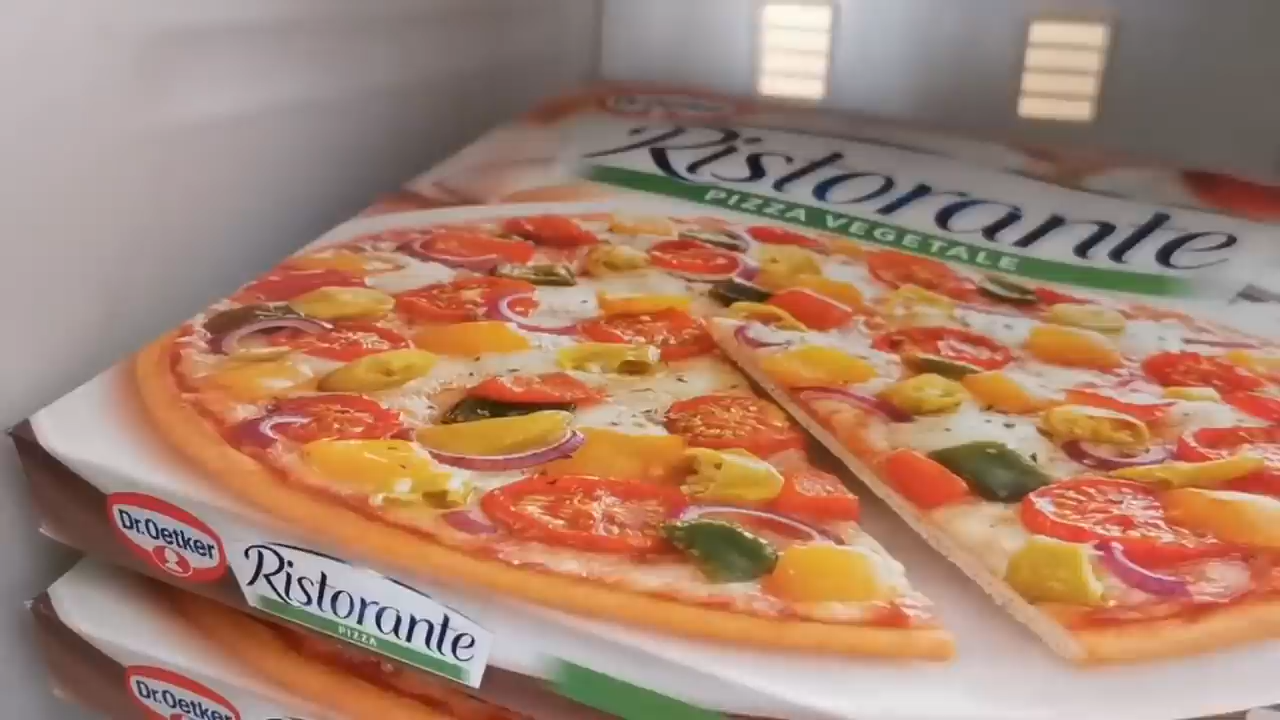 Ristorante
PIZZA VEGETALE
Dr.Oetker
Ristorante
PIZZA
Dr.Oetker